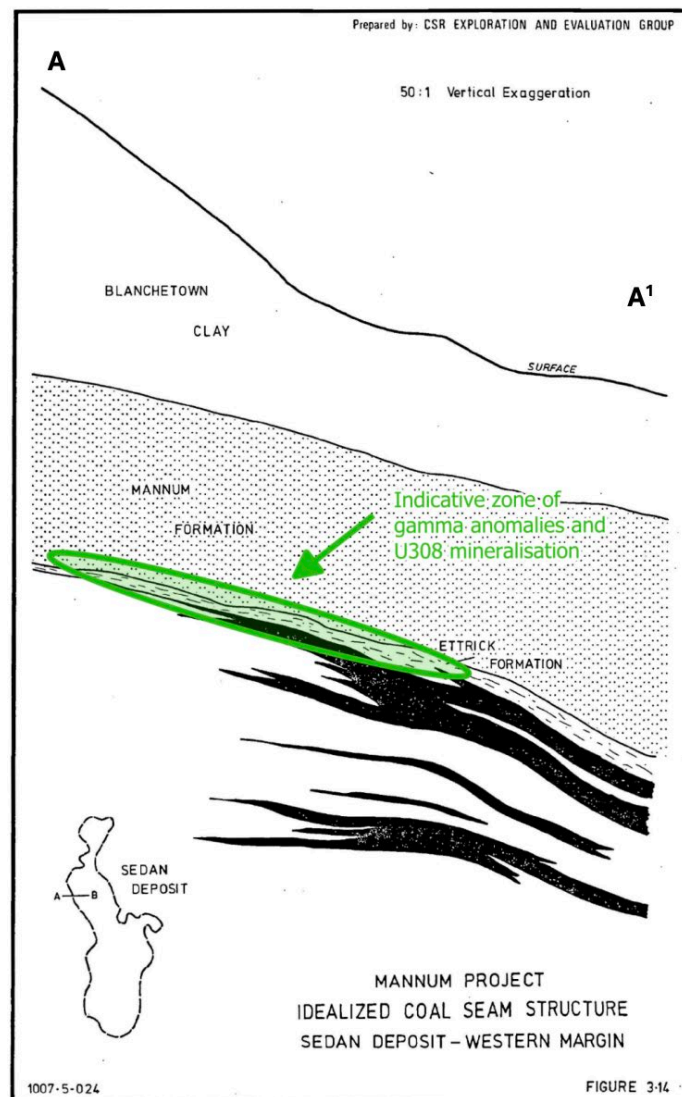 Prepared by: CSR EXPLORATION AND EVALUATION GROUP
A
50:1 Vertical Exaggeration
BLANCHETOWN
CLAY
A¹
SURFACE
MANNUM
FORMATION
Indicative zone of
gamma anomalies and
U308 mineralisation
ETTRICK
FORMATION
SEDAN
DEPOSIT
A B
MANNUM PROJECT
IDEALIZED COAL SEAM STRUCTURE
SEDAN DEPOSIT – WESTERN MARGIN
1007·5-024
FIGURE 3·14